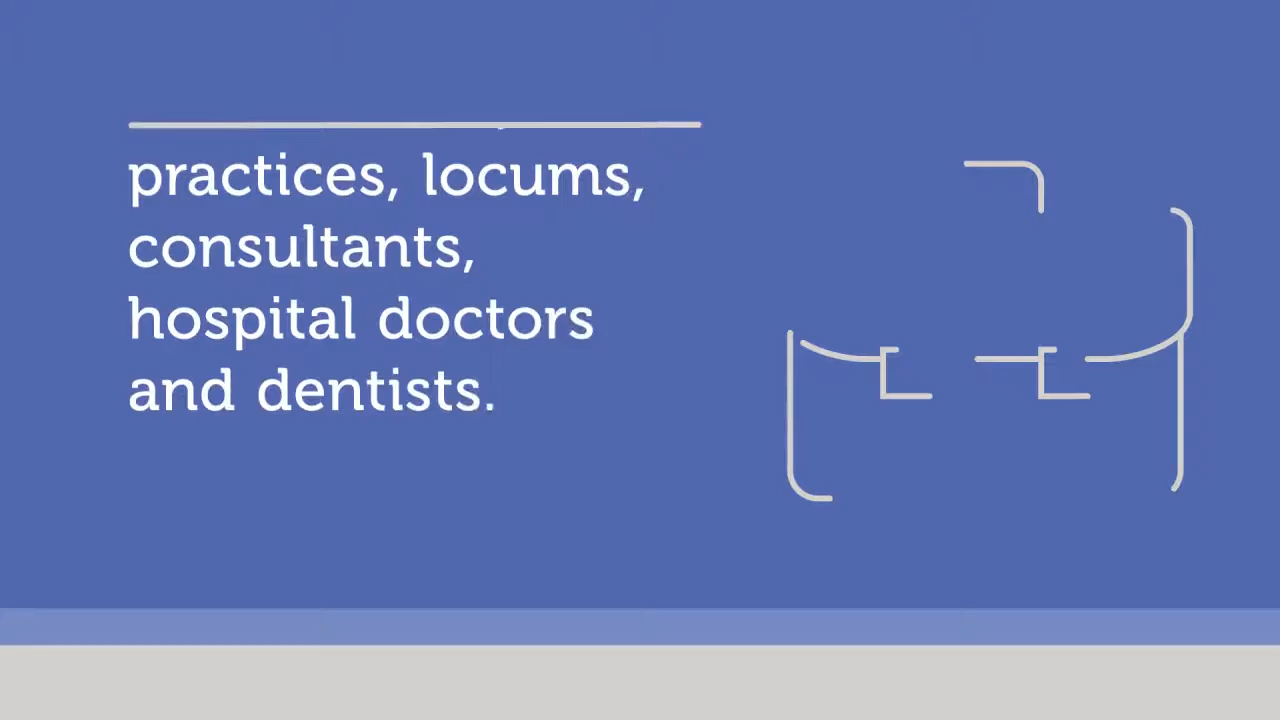 practices, locums,
consultants,
hospital doctors
and dentists.